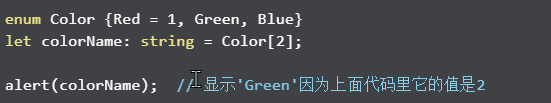 enum Color {Red = 1, Green, Blue}
let colorName: string = Color[2];
alert(colorName);  // 显示'Green'因为上面代码里它的值是2